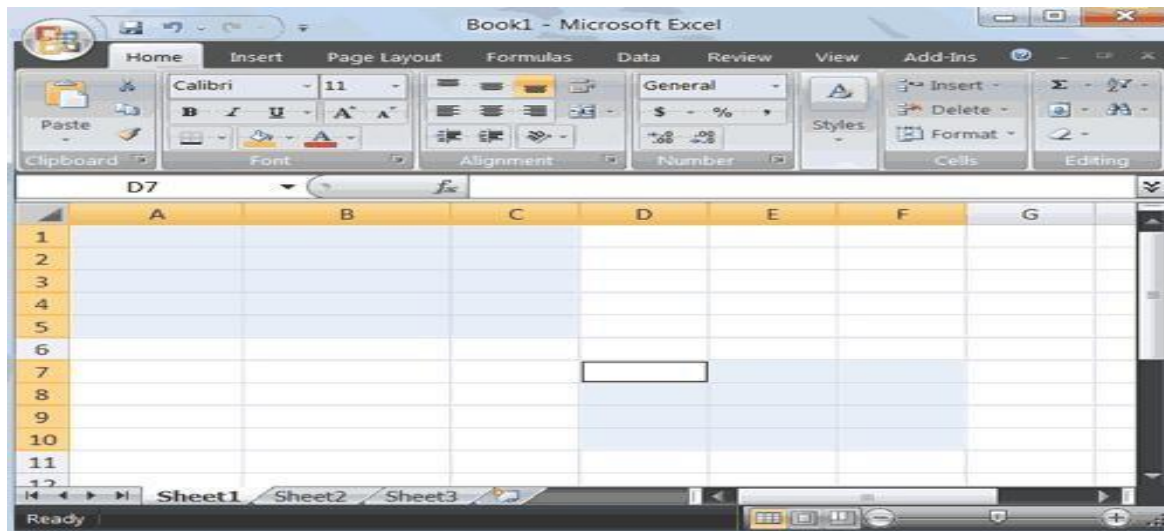 Book1 - Microsoft Excel
Home Insert Page Layout Formulas Data Review View Add-Ins
Paste
Calibri 11
B I U A A
A
General
$ % ,
Styles
A
Insert
Delete
Format
Σ
Clipboard Font Alignment Number Cells Editing
D7 fx
A B C D E F G
1
2
3
4
5
6
7
8
9
10
11
12
Sheet1 Sheet2 Sheet3
Ready